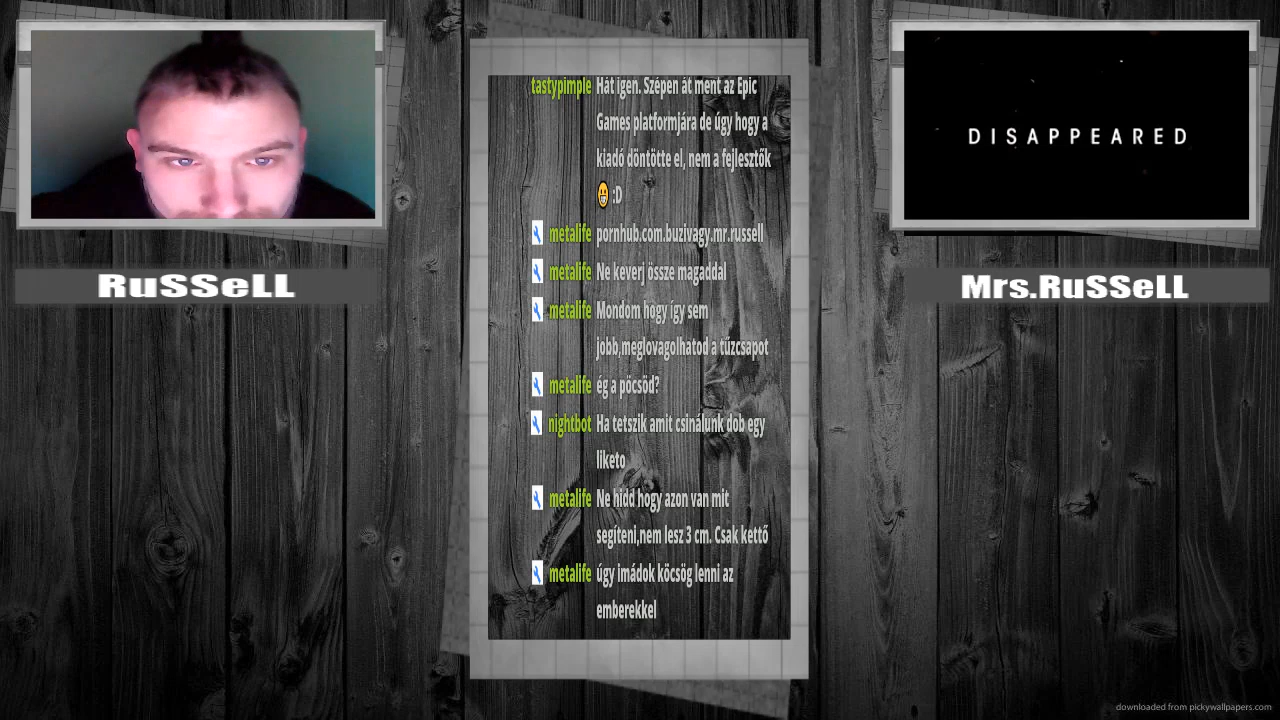 DISAPPEARED
RuSSeLL
Mrs.RuSSeLL
tastypimple Hát igen. Szépen át ment az Epic
Games platformjára de úgy hogy a
kiadó döntötte el, nem a fejlesztők
:D
metalife pornhub.com.buzivagy.mr.russell
metalife Ne keverj össze magaddal
metalife Mondom hogy így sem
jobb,meglovagolhatod a tűzcsapot
metalife ég a pöcsöd?
nightbot Ha tetszik amit csinálunk dob egy
liketo
metalife Ne hidd hogy azon van mit
segíteni,nem lesz 3 cm. Csak kettő
metalife úgy imádok köcsög lenni az
emberekkel
downloaded from pickywallpapers.com